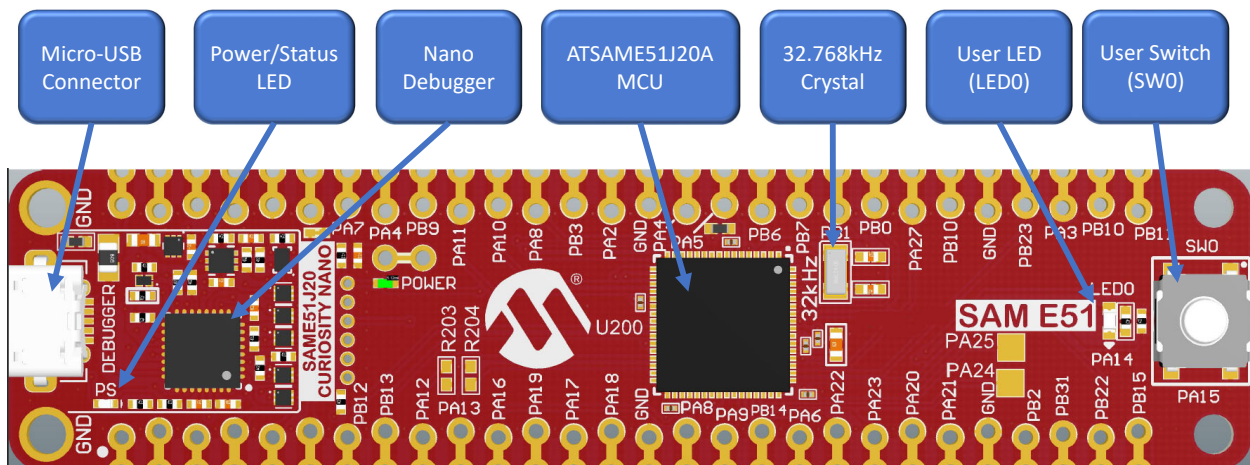 Micro-USB
Connector
Power/Status
LED
Nano
Debugger
ATSAME51J20A
MCU
32.768kHz
Crystal
User LED
(LED0)
User Switch
(SW0)
GND
PA7
PA4
PB9
PA11
PA10
PA8
PB3
PA2
GND
PA4
PA5
PB6
PB7
PB1
PB0
PA27
PB10
GND
PB23
PA3
PB10
SW0
DEBUGGER
SAME51J20
CURIOSITY NANO
POWER
®
U200
32kHz
LED0
SAM E51
R203
R204
PA25
PA24
PA14
PS
GND
PB12
PB13
PA12
PA13
PA16
PA19
PA17
PA18
GND
PA8
PA9
PB14
PA6
PA22
PA23
PA20
PA21
GND
PB2
PB31
PB22
PB15
PA15